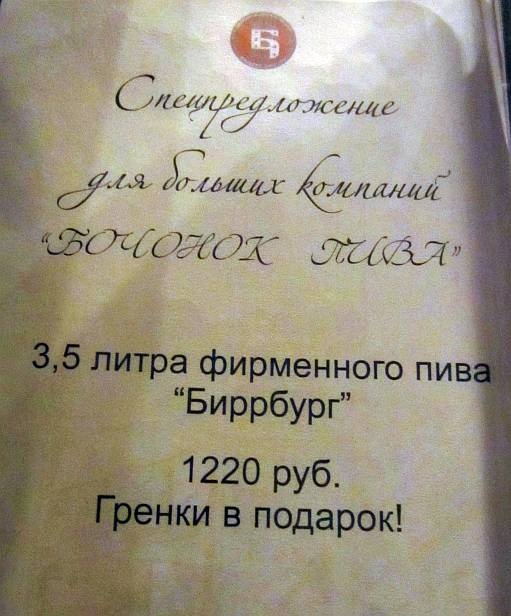 Б
Спецпредложение
для больших компаний
“БОЧОНОК ПИВА”
3,5 литра фирменного пива
“Биррбург”
1220 руб.
Гренки в подарок!